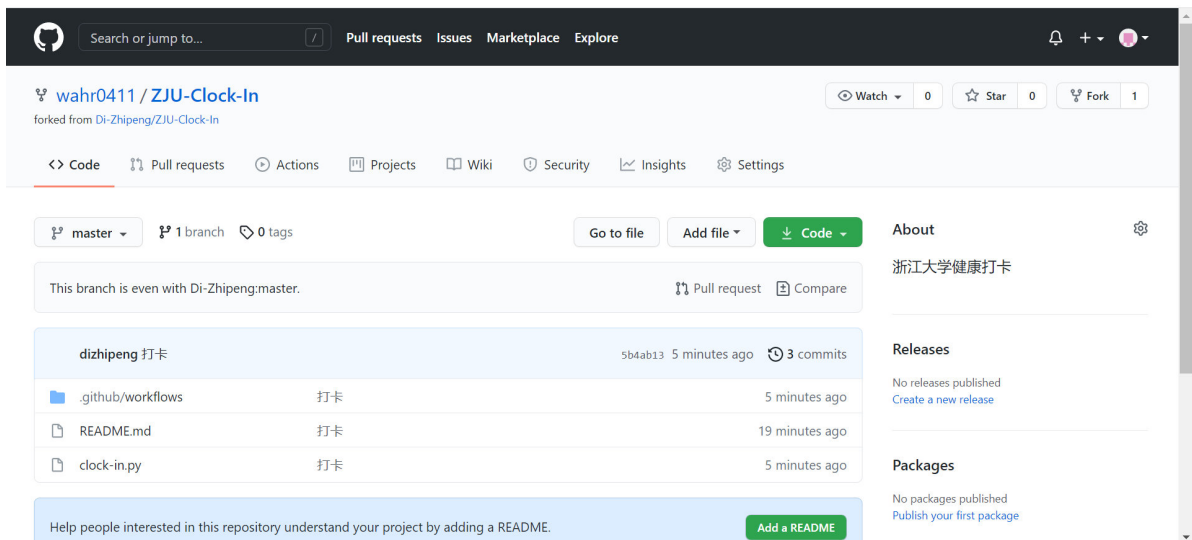 Search or jump to... / Pull requests Issues Marketplace Explore
wahr0411 / ZJU-Clock-In Watch 0 Star 0 Fork 1
forked from Di-Zhipeng/ZJU-Clock-In
<> Code Pull requests Actions Projects Wiki Security Insights Settings
master 1 branch 0 tags Go to file Add file Code
About
浙江大学健康打卡
This branch is even with Di-Zhipeng:master. Pull request Compare
dizhipeng 打卡 5b4ab13 5 minutes ago 3 commits
.github/workflows 打卡 5 minutes ago
README.md 打卡 19 minutes ago
clock-in.py 打卡 5 minutes ago
Releases
No releases published
Create a new release
Packages
No packages published
Publish your first package
Help people interested in this repository understand your project by adding a README. Add a README